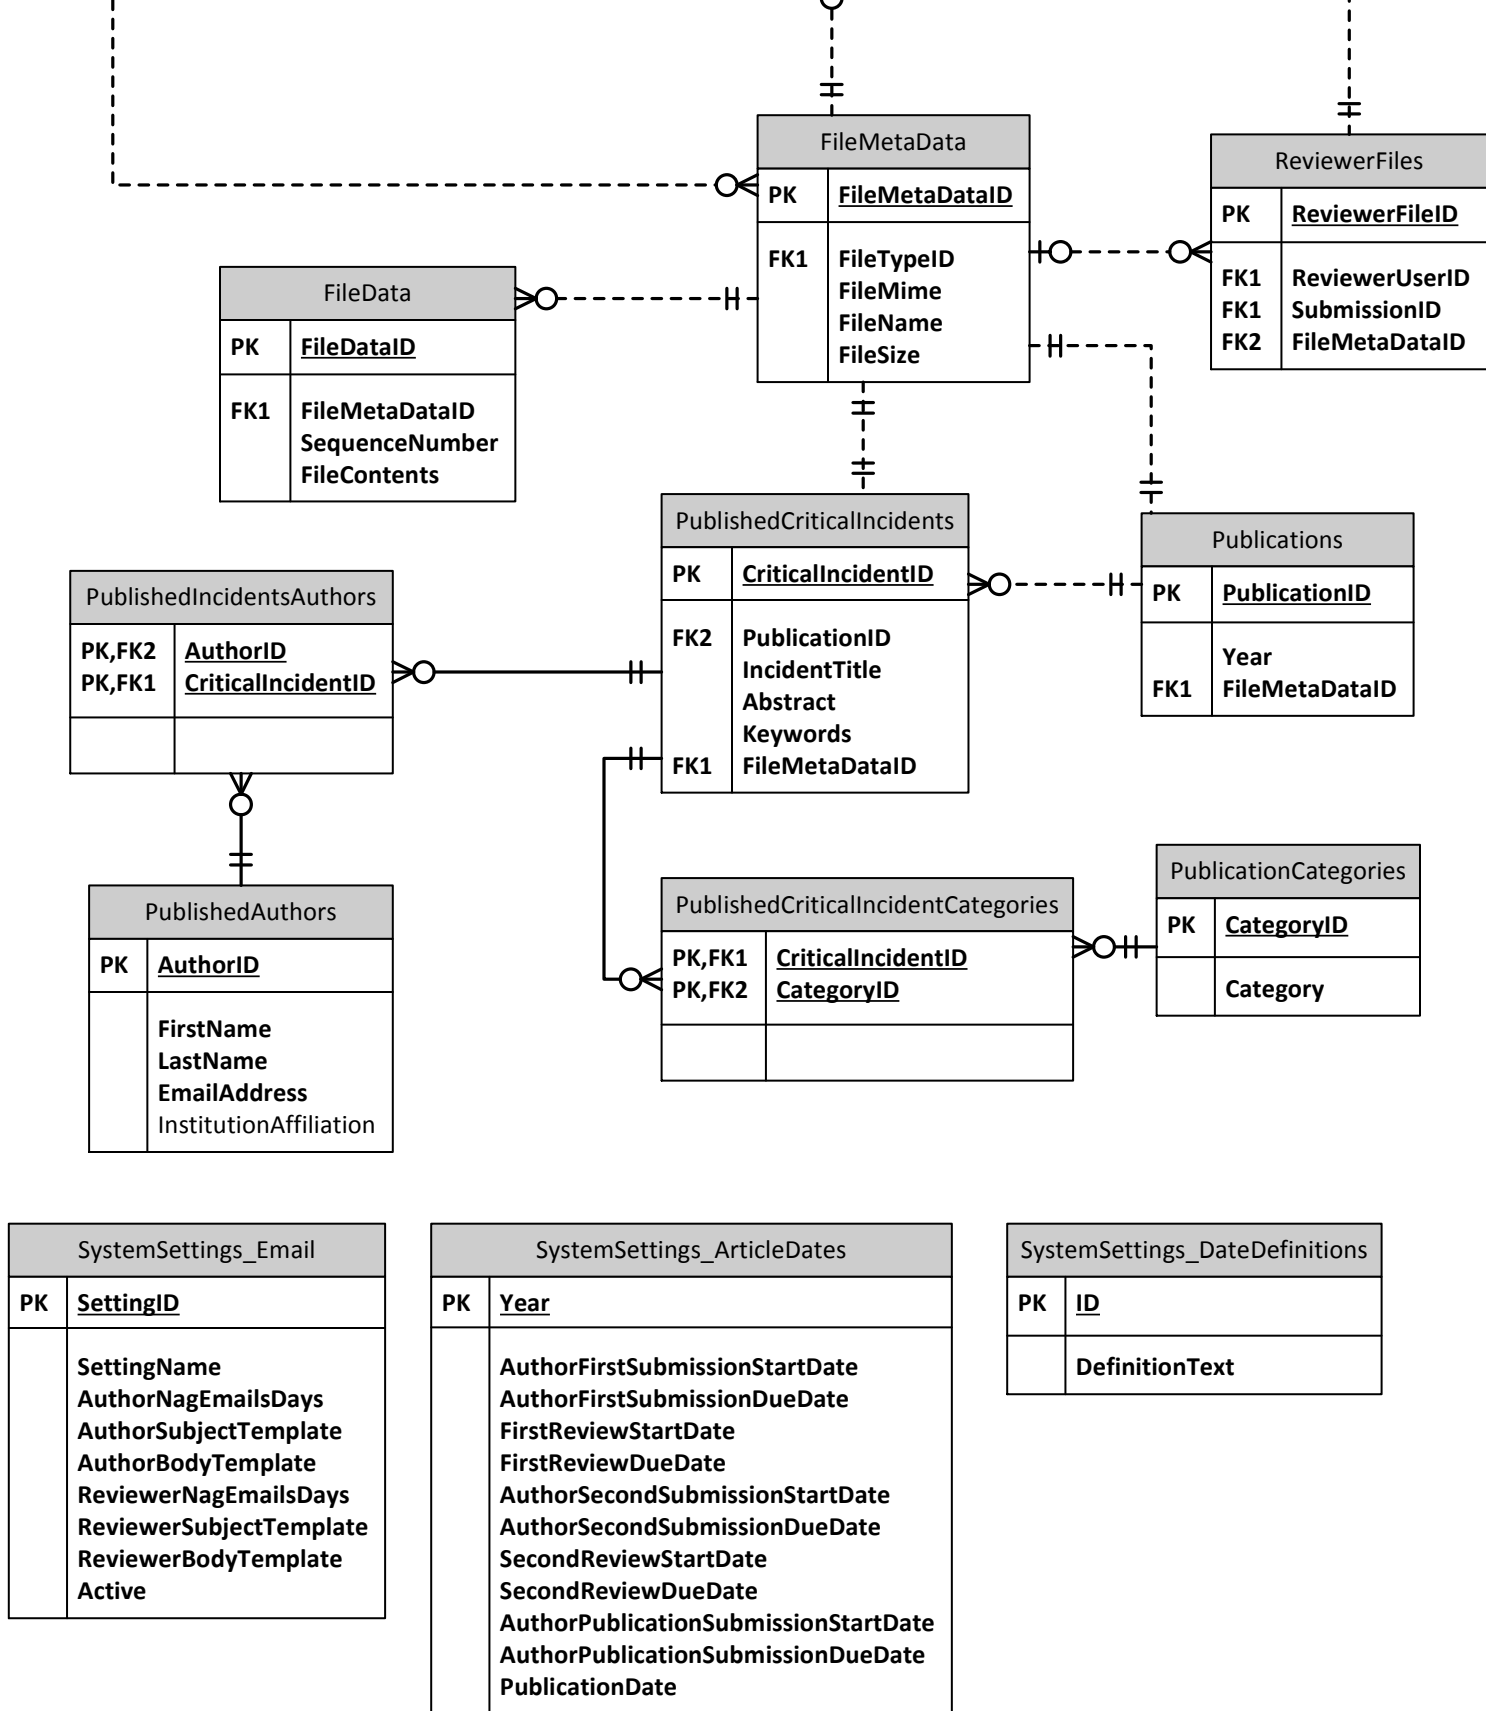 FileMetaData
PK FileMetaDataID
FK1 FileTypeID
FileMime
FileName
FileSize
ReviewerFiles
PK ReviewerFileID
FK1 ReviewerUserID
FK1 SubmissionID
FK2 FileMetaDataID
FileData
PK FileDataID
FK1 FileMetaDataID
SequenceNumber
FileContents
PublishedCriticalIncidents
PK CriticalIncidentID
FK2 PublicationID
IncidentTitle
Abstract
Keywords
FK1 FileMetaDataID
Publications
PK PublicationID
Year
FK1 FileMetaDataID
PublishedIncidentsAuthors
PK,FK2 AuthorID
PK,FK1 CriticalIncidentID
PublishedAuthors
PK AuthorID
FirstName
LastName
EmailAddress
InstitutionAffiliation
PublishedCriticalIncidentCategories
PK,FK1 CriticalIncidentID
PK,FK2 CategoryID
PublicationCategories
PK CategoryID
Category
SystemSettings_Email
PK SettingID
SettingName
AuthorNagEmailsDays
AuthorSubjectTemplate
AuthorBodyTemplate
ReviewerNagEmailsDays
ReviewerSubjectTemplate
ReviewerBodyTemplate
Active
SystemSettings_ArticleDates
PK Year
AuthorFirstSubmissionStartDate
AuthorFirstSubmissionDueDate
FirstReviewStartDate
FirstReviewDueDate
AuthorSecondSubmissionStartDate
AuthorSecondSubmissionDueDate
SecondReviewStartDate
SecondReviewDueDate
AuthorPublicationSubmissionStartDate
AuthorPublicationSubmissionDueDate
PublicationDate
SystemSettings_DateDefinitions
PK ID
DefinitionText